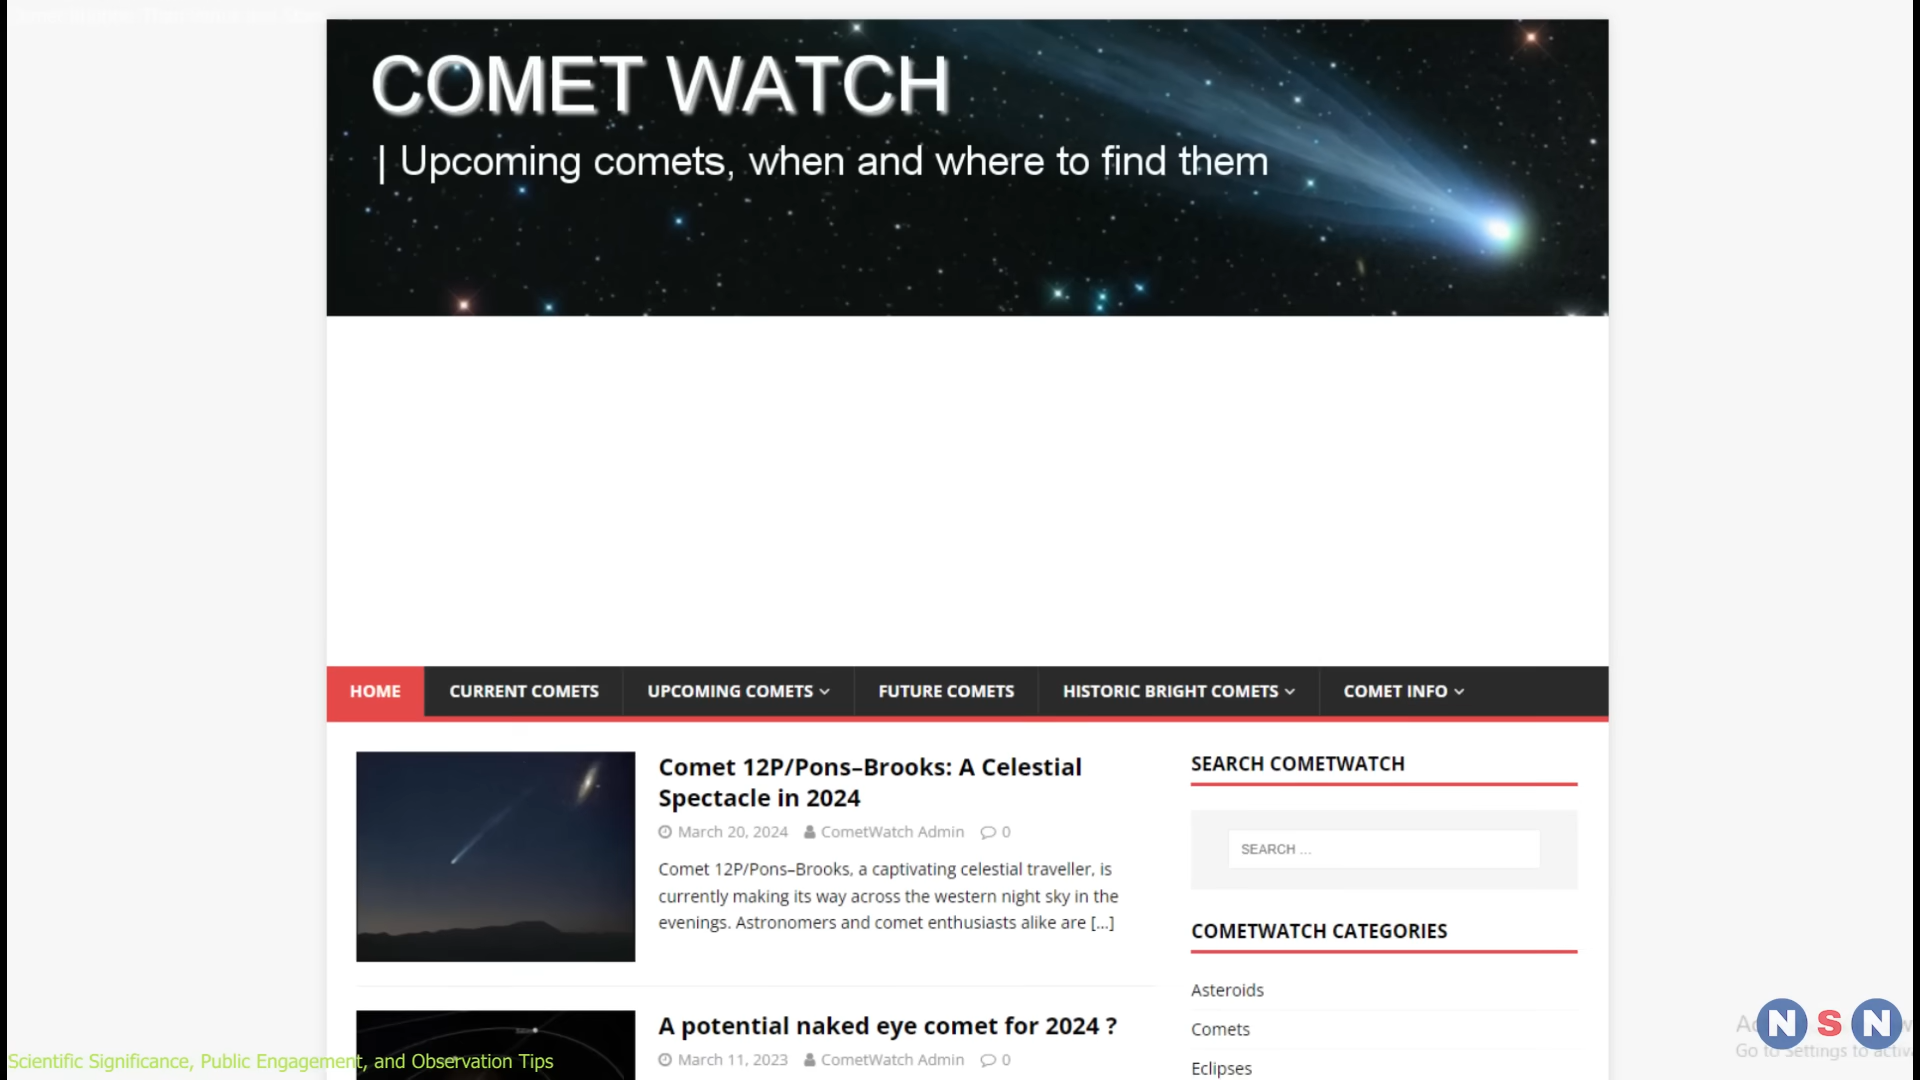 COMET WATCH
| Upcoming comets, when and where to find them
HOME CURRENT COMETS UPCOMING COMETS FUTURE COMETS HISTORIC BRIGHT COMETS COMET INFO
Comet 12P/Pons–Brooks: A Celestial
Spectacle in 2024
March 20, 2024 CometWatch Admin 0
Comet 12P/Pons–Brooks, a captivating celestial traveller, is
currently making its way across the western night sky in the
evenings. Astronomers and comet enthusiasts alike are [...]
A potential naked eye comet for 2024 ?
March 11, 2023 CometWatch Admin 0
SEARCH COMETWATCH
SEARCH ...
COMETWATCH CATEGORIES
Asteroids
Comets
Eclipses
Scientific Significance, Public Engagement, and Observation Tips
NSN
Go to Settings to